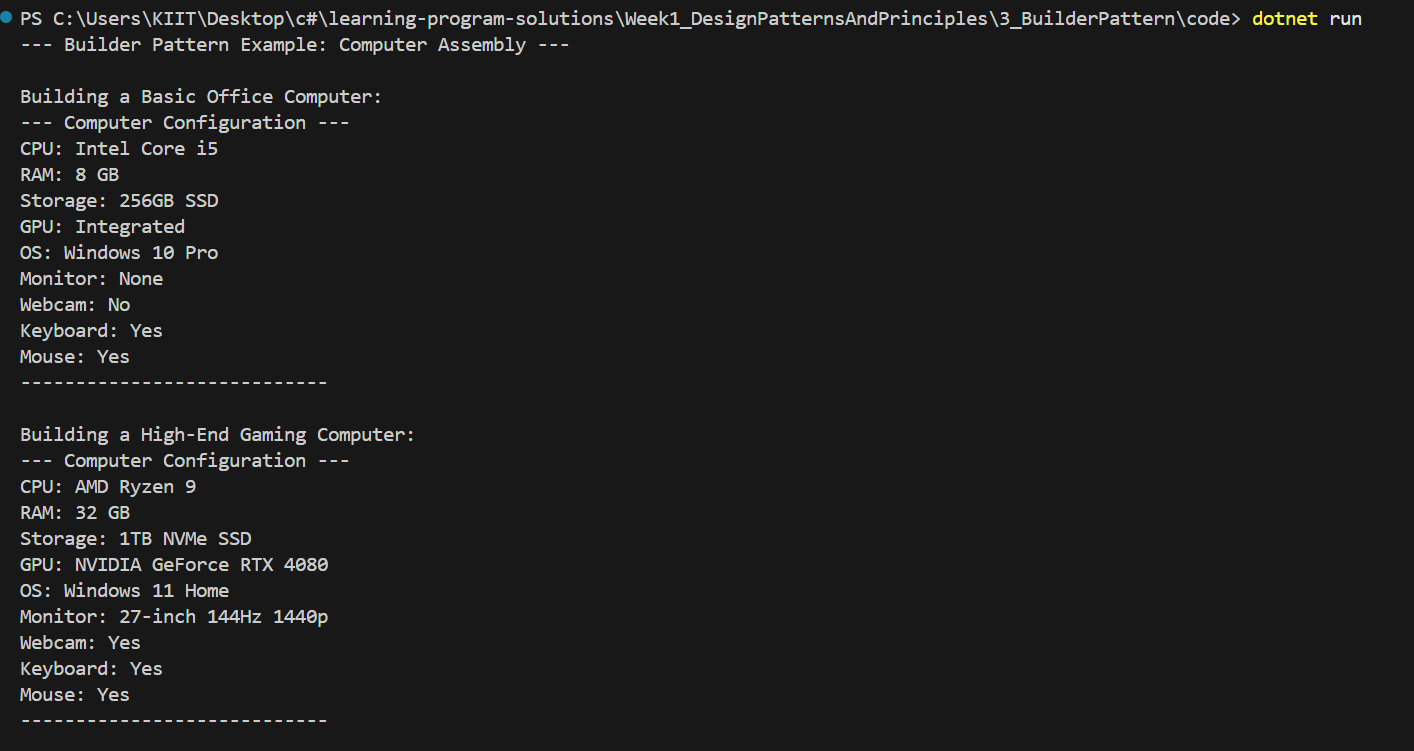 PS C:\Users\KIIT\Desktop\c#\learning-program-solutions\Week1_DesignPatternsAndPrinciples\3_BuilderPattern\code> dotnet run
--- Builder Pattern Example: Computer Assembly ---
Building a Basic Office Computer:
--- Computer Configuration ---
CPU: Intel Core i5
RAM: 8 GB
Storage: 256GB SSD
GPU: Integrated
OS: Windows 10 Pro
Monitor: None
Webcam: No
Keyboard: Yes
Mouse: Yes
----------------------------
Building a High-End Gaming Computer:
--- Computer Configuration ---
CPU: AMD Ryzen 9
RAM: 32 GB
Storage: 1TB NVMe SSD
GPU: NVIDIA GeForce RTX 4080
OS: Windows 11 Home
Monitor: 27-inch 144Hz 1440p
Webcam: Yes
Keyboard: Yes
Mouse: Yes
----------------------------